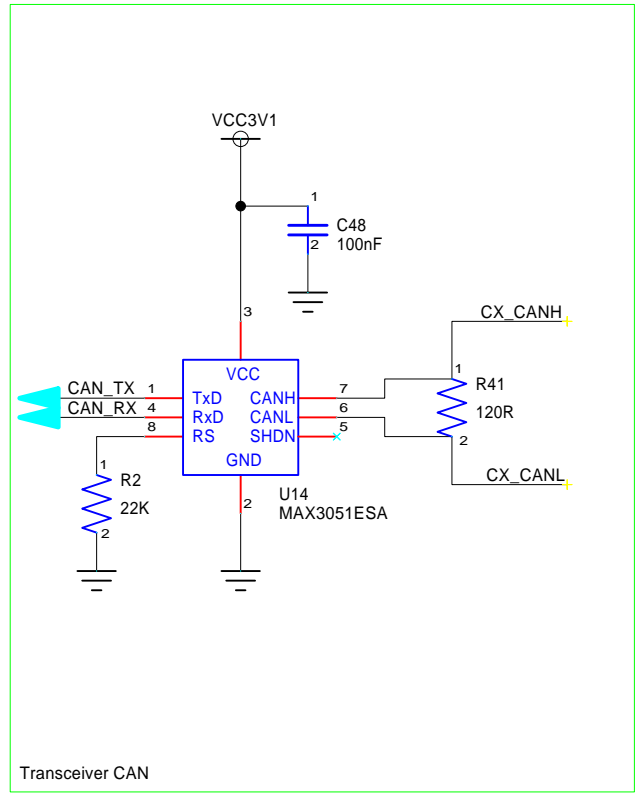 VCC3V1
1
C48
2
100nF
3
CX_CANH
VCC
1
R41
CAN_TX 1 TxD CANH 7
120R
CAN_RX 4 RxD CANL 6
8 RS SHDN 5
2
GND
1
R2
22K
2
CX_CANL
2
U14
MAX3051ESA
Transceiver CAN